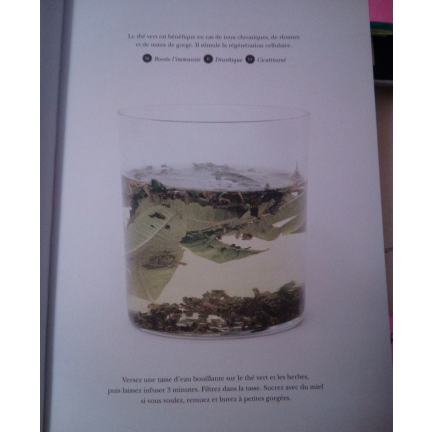 Le thé vert est bénéfique en cas de toux chroniques, de rhumes
et de maux de gorge. Il stimule la régénération cellulaire.
Booste l'immunité Diurétique Cicatrisant
Versez une tasse d'eau bouillante sur le thé vert et les herbes,
puis laissez infuser 3 minutes. Filtrez dans la tasse. Sucrez avec du miel
si vous voulez, remuez et buvez à petites gorgées.